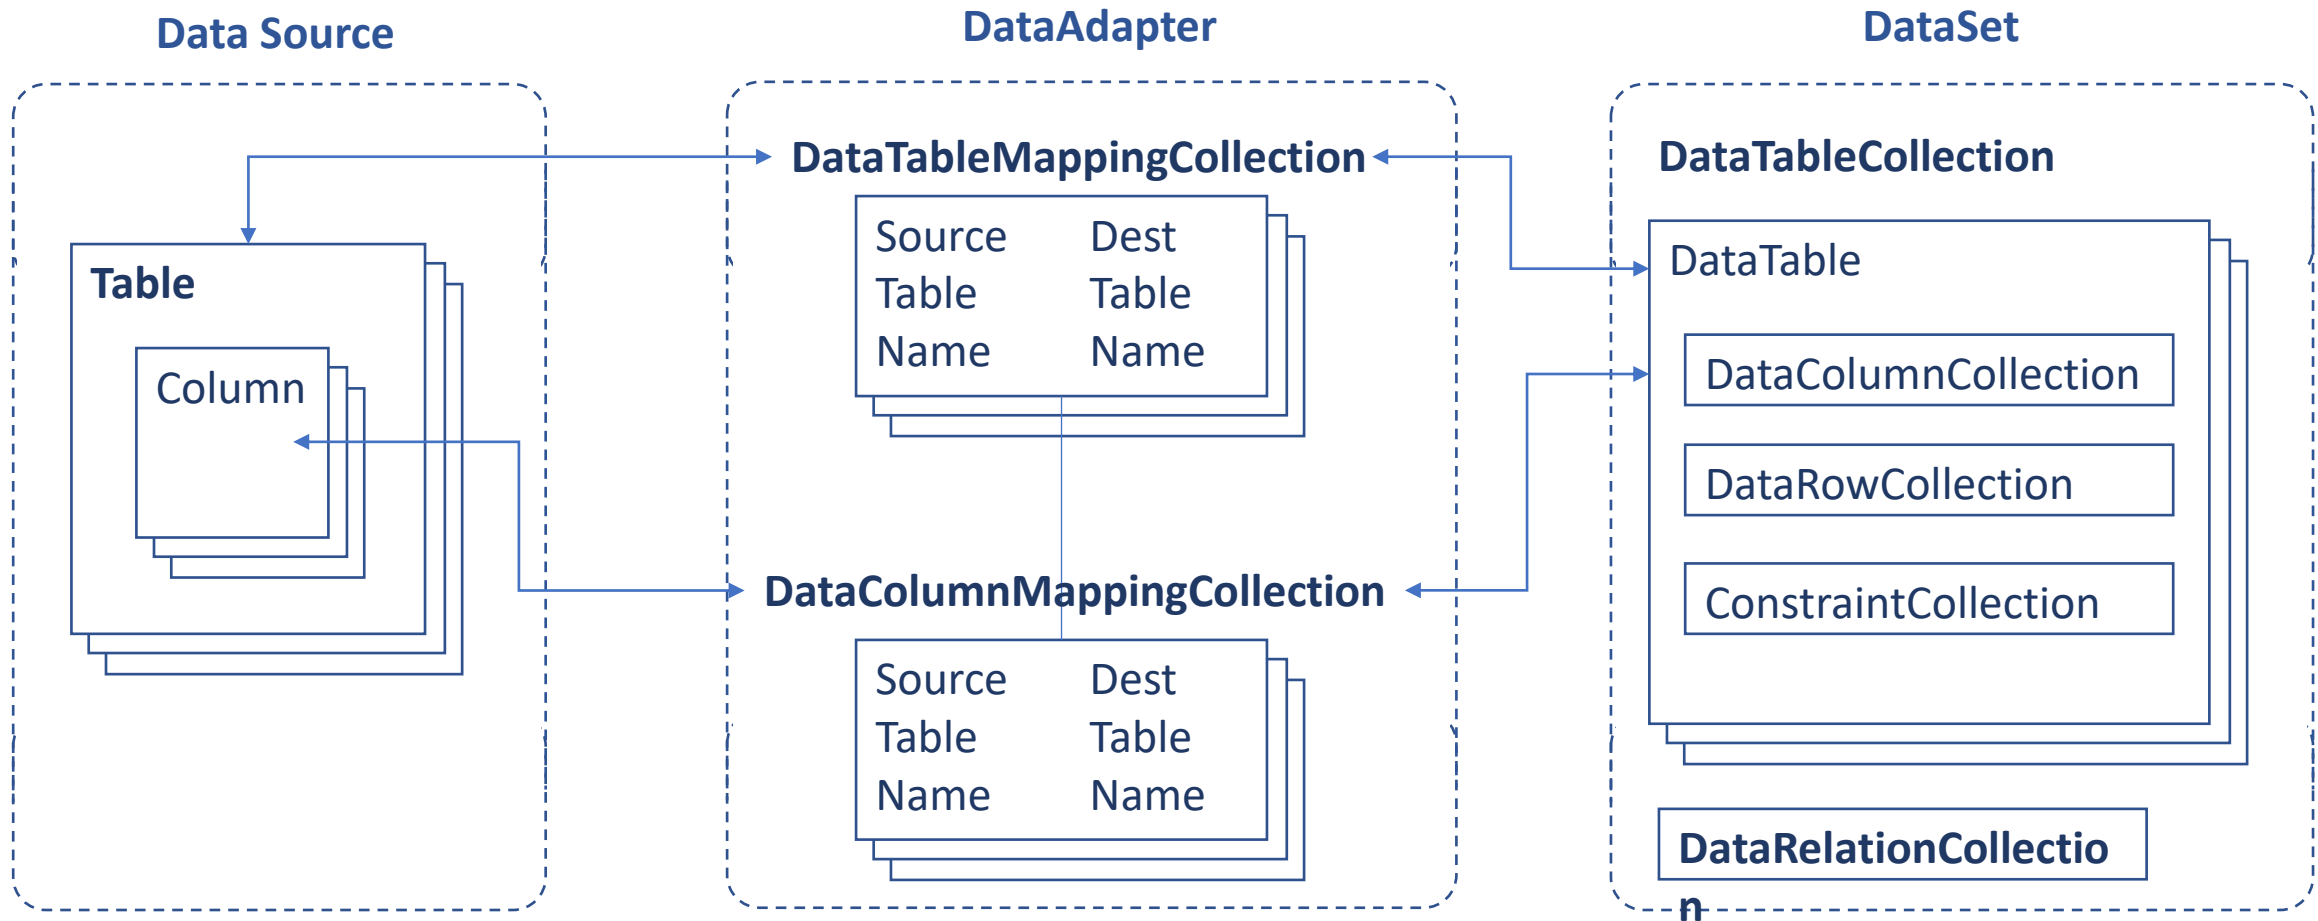 Data Source
DataAdapter
DataSet
DataTableMappingCollection
DataTableCollection
Table
Column
Source Dest
Table Table
Name Name
DataTable
DataColumnCollection
DataRowCollection
ConstraintCollection
DataColumnMappingCollection
Source Dest
Table Table
Name Name
DataRelationCollectio
n